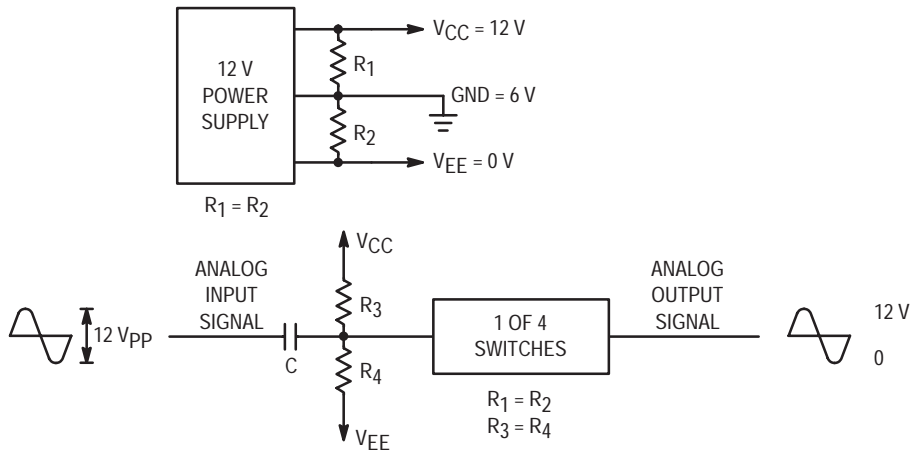 12 V
POWER
SUPPLY
R1
R2
VCC = 12 V
GND = 6 V
VEE = 0 V
R1 = R2
12 VPP
ANALOG
INPUT
SIGNAL
C
VCC
R3
R4
VEE
1 OF 4
SWITCHES
R1 = R2
R3 = R4
ANALOG
OUTPUT
SIGNAL
12 V
0